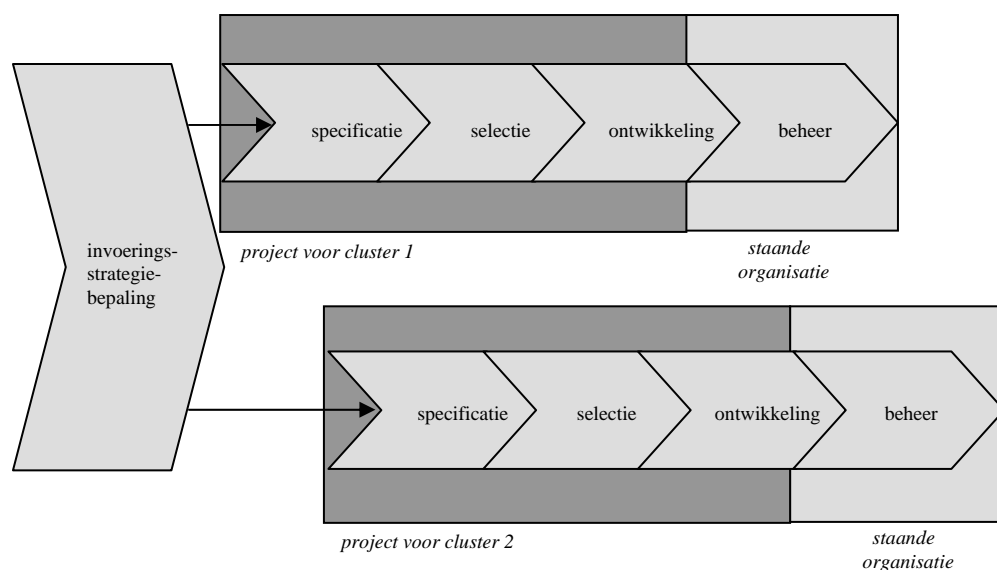 specificatie
selectie
ontwikkeling
beheer
project voor cluster 1
staande
organisatie
invoerings-
strategie-
bepaling
specificatie
selectie
ontwikkeling
beheer
project voor cluster 2
staande
organisatie